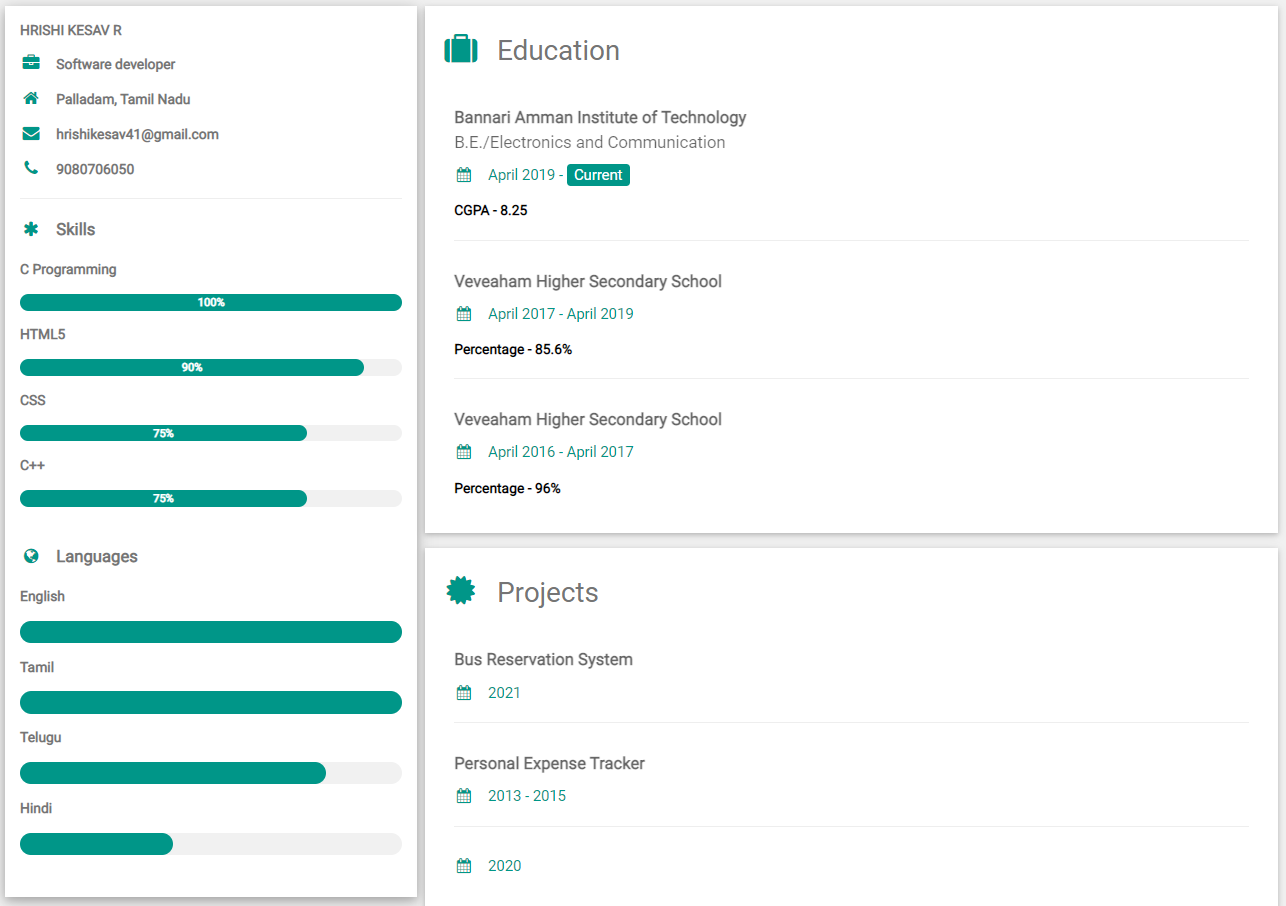 HRISHI KESAV R
Software developer
Palladam, Tamil Nadu
hrishikesav41@gmail.com
9080706050
Skills
C Programming
100%
HTML5
90%
CSS
75%
C++
75%
Languages
English
Tamil
Telugu
Hindi
Education
Bannari Amman Institute of Technology
B.E./Electronics and Communication
April 2019 - Current
CGPA - 8.25
Veveaham Higher Secondary School
April 2017 - April 2019
Percentage - 85.6%
Veveaham Higher Secondary School
April 2016 - April 2017
Percentage - 96%
Projects
Bus Reservation System
2021
Personal Expense Tracker
2013 - 2015
2020